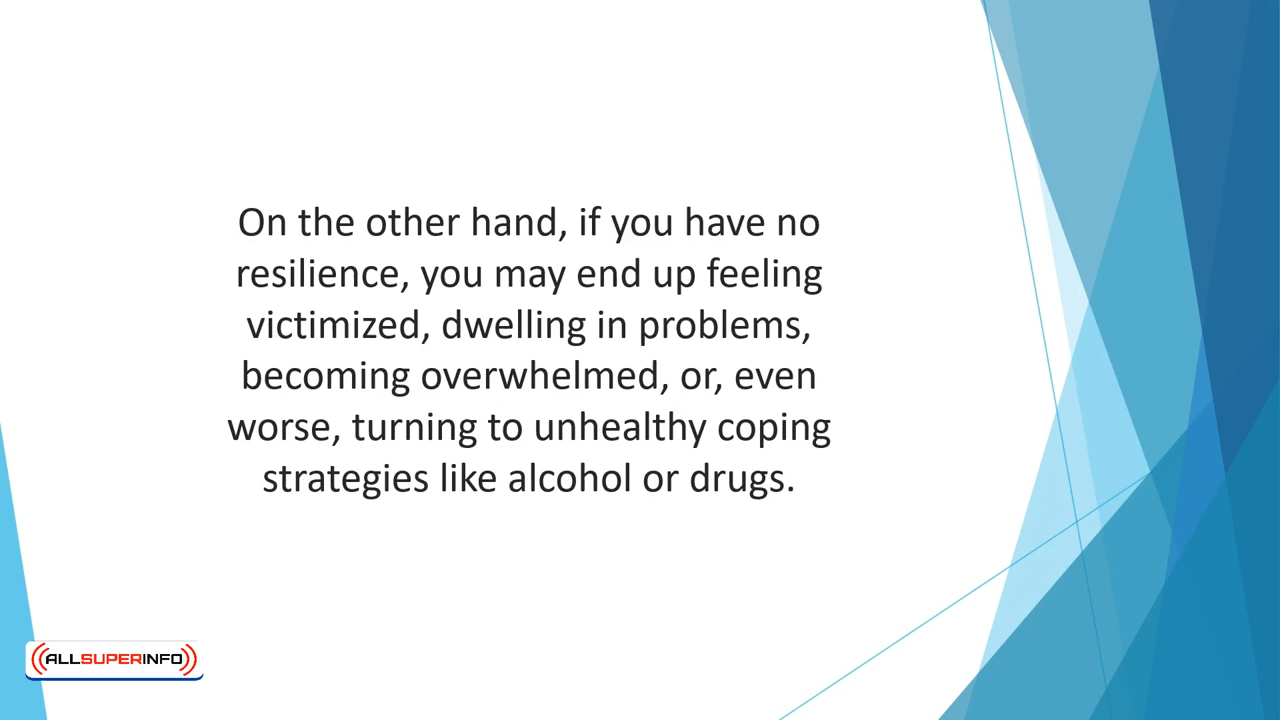 On the other hand, if you have no
resilience, you may end up feeling
victimized, dwelling in problems,
becoming overwhelmed, or, even
worse, turning to unhealthy coping
strategies like alcohol or drugs.
ALLSUPERINFO